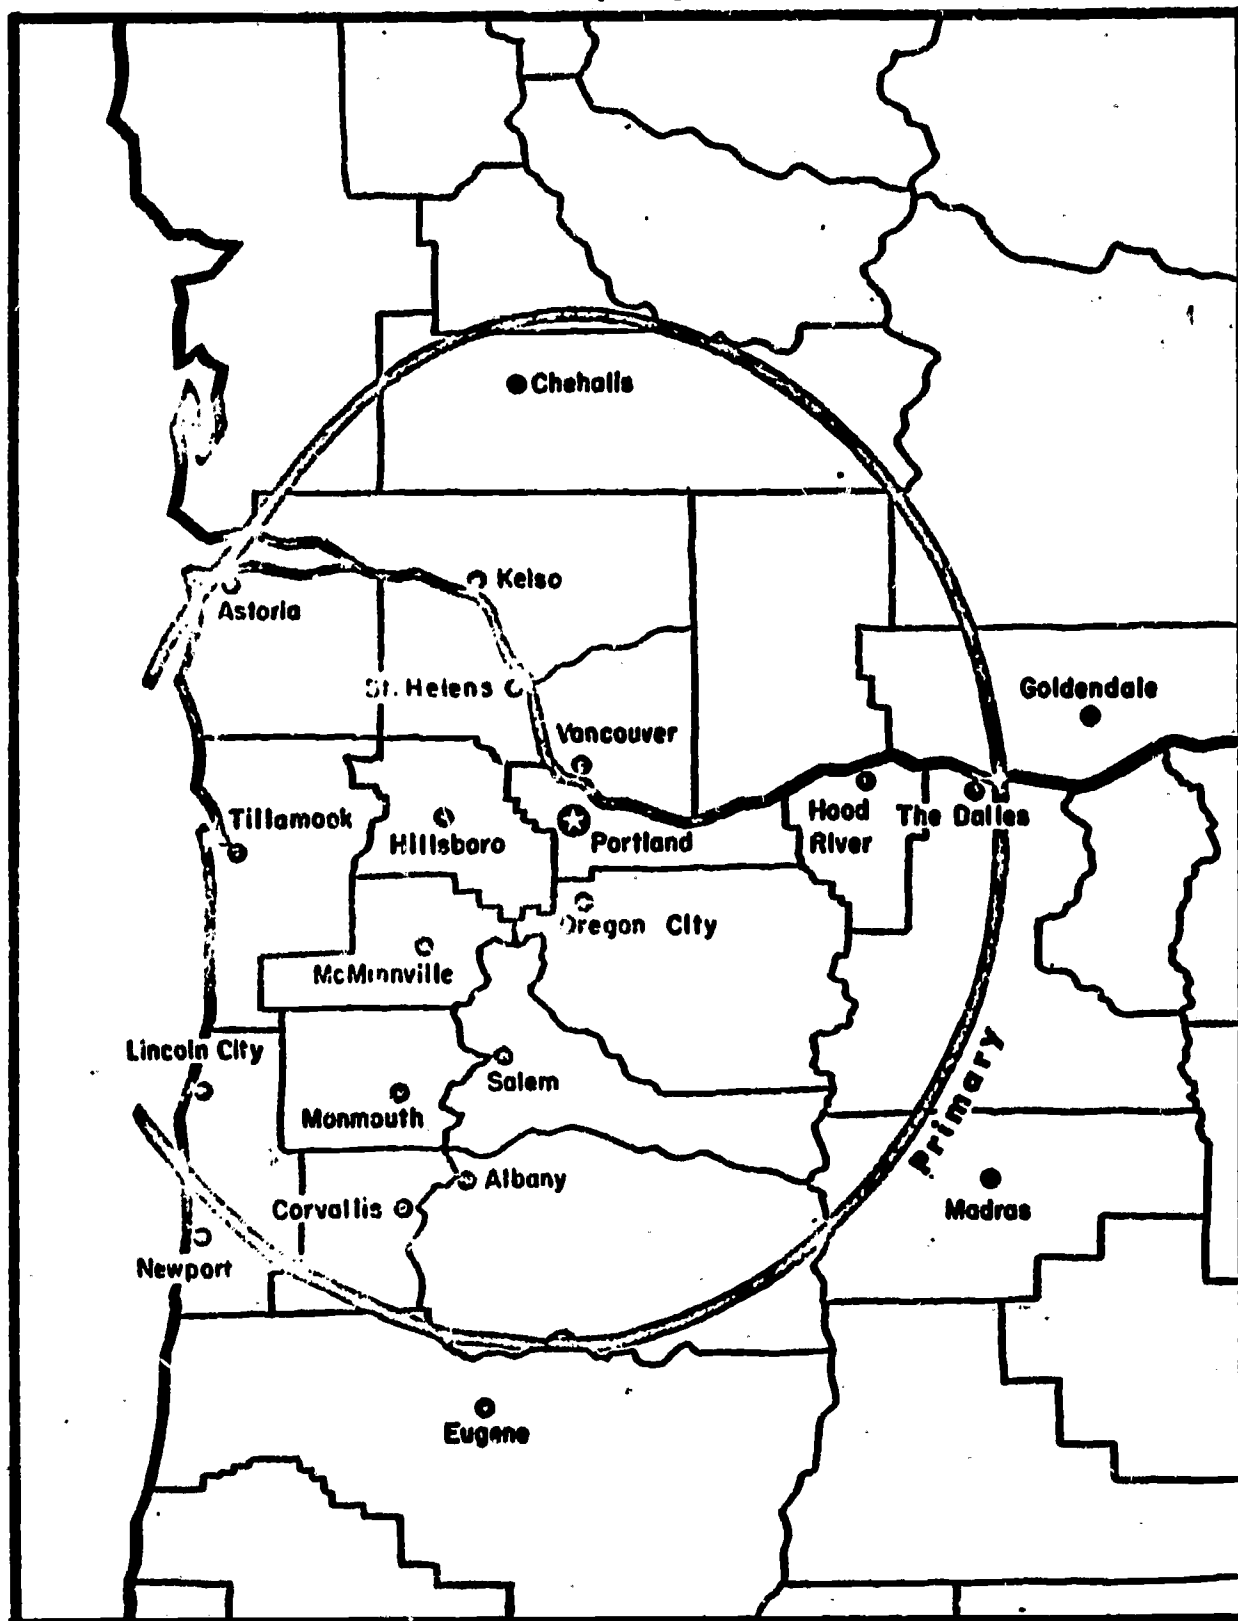 Chehalis
Kelso
Astoria
St. Helens
Goldendale
Vancouver
Tillamook
Hillsboro
Portland
Hood
River
The Dalles
Oregon City
McMinnville
Lincoln City
Salem
Monmouth
Primary
Albany
Corvallis
Madras
Newport
Eugene